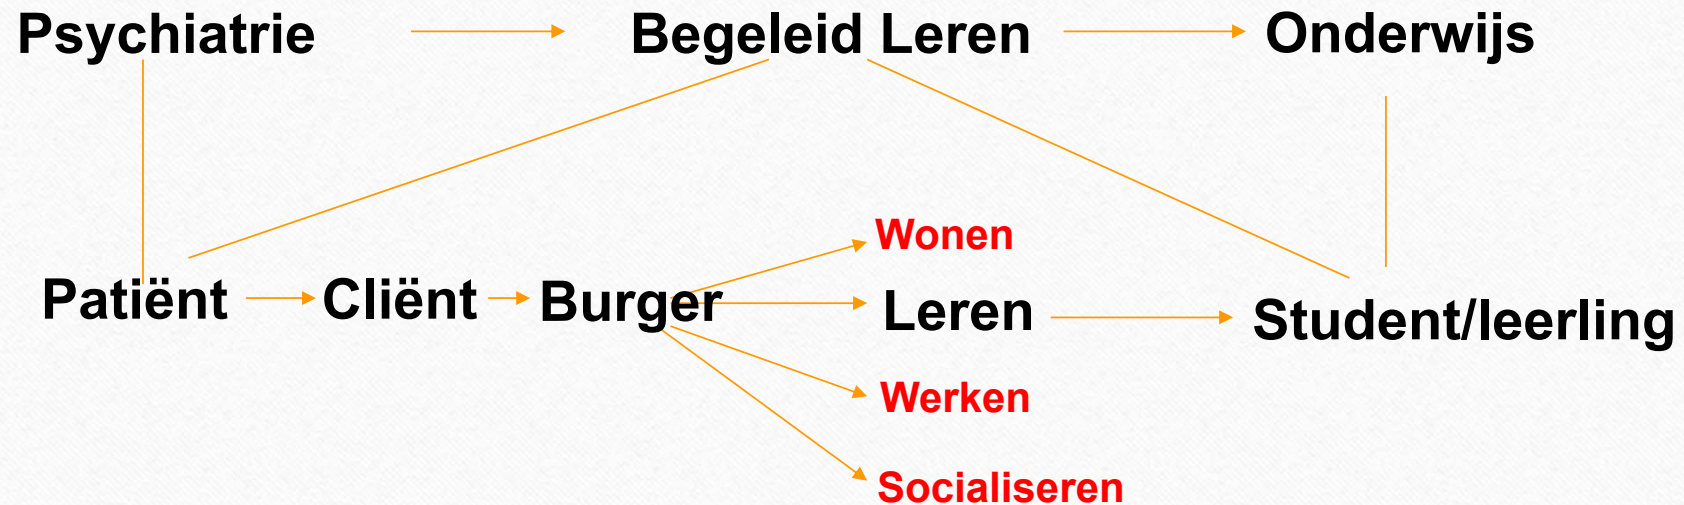 Psychiatrie Begeleid Leren Onderwijs
Wonen
Patiënt Cliënt Burger Leren Student/leerling
Werken
Socialiseren